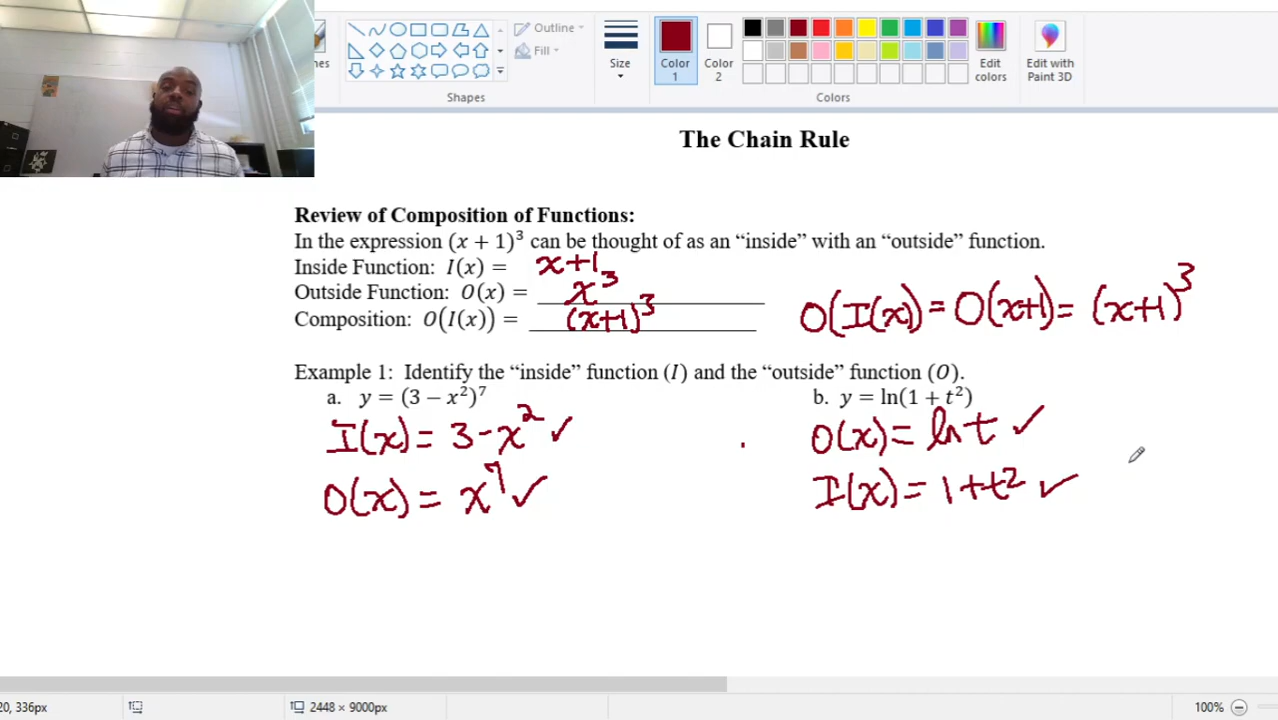 Outline
Fill
Size
Color 1
Color 2
Edit colors
Edit with Paint 3D
Shapes
Colors
The Chain Rule
Review of Composition of Functions:
In the expression (x + 1)³ can be thought of as an “inside” with an “outside” function.
Inside Function: I(x) = x+1
Outside Function: O(x) = x³
Composition: O(I(x)) = (x+1)³
O(I(x)) = O(x+1) = (x+1)³
Example 1: Identify the “inside” function (I) and the “outside” function (O).
a. y = (3 − x²)⁷
I(x) = 3-x² ✓
O(x) = x⁷ ✓
b. y = ln(1 + t²)
O(x) = ln t ✓
I(x) = 1+t² ✓
20, 336px
2448 × 9000px
100%